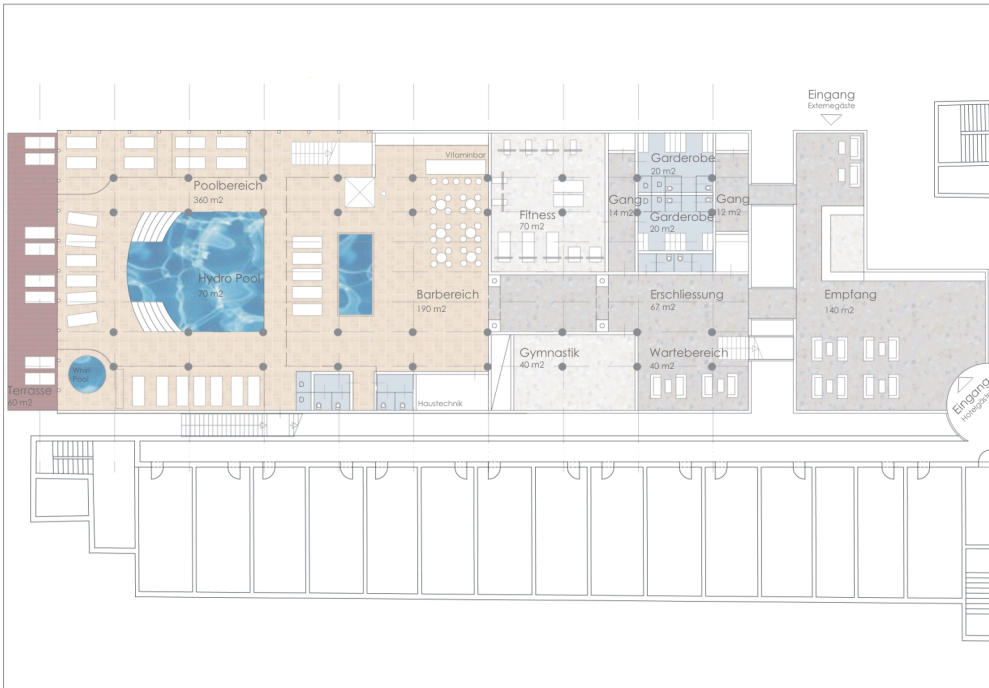 Eingang
Externegäste
Vitaminbar
Garderobe
20 m2
Poolbereich
360 m2
Gang
14 m2
Gang
12 m2
Fitness
70 m2
Garderobe
20 m2
Hydro Pool
70 m2
Barbereich
190 m2
Erschliessung
67 m2
Empfang
140 m2
Gymnastik
40 m2
Wartebereich
40 m2
Whirl
Pool
Terrasse
60 m2
Haustechnik
Eingang
Hotelgäste